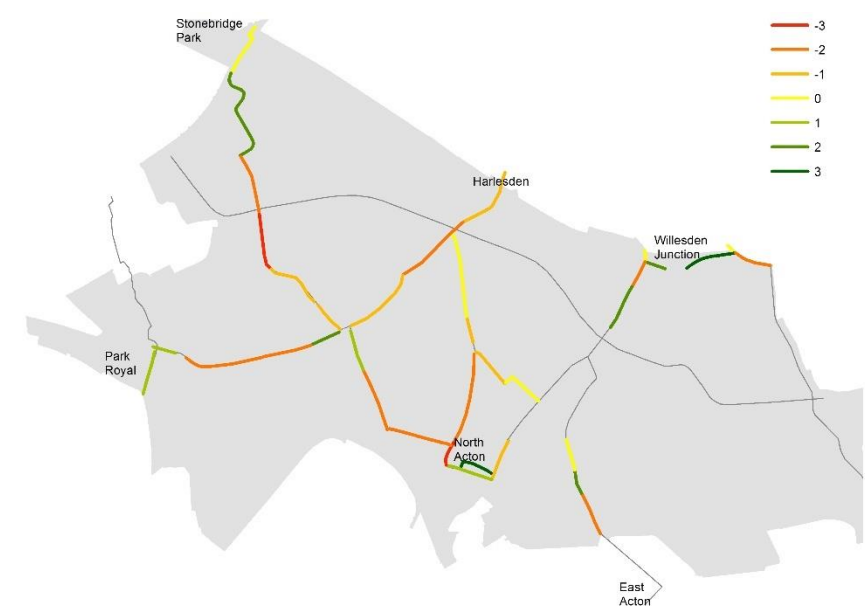 Stonebridge
Park
-3
-2
-1
0
1
2
3
Harlesden
Willesden
Junction
Park
Royal
North
Acton
East
Acton